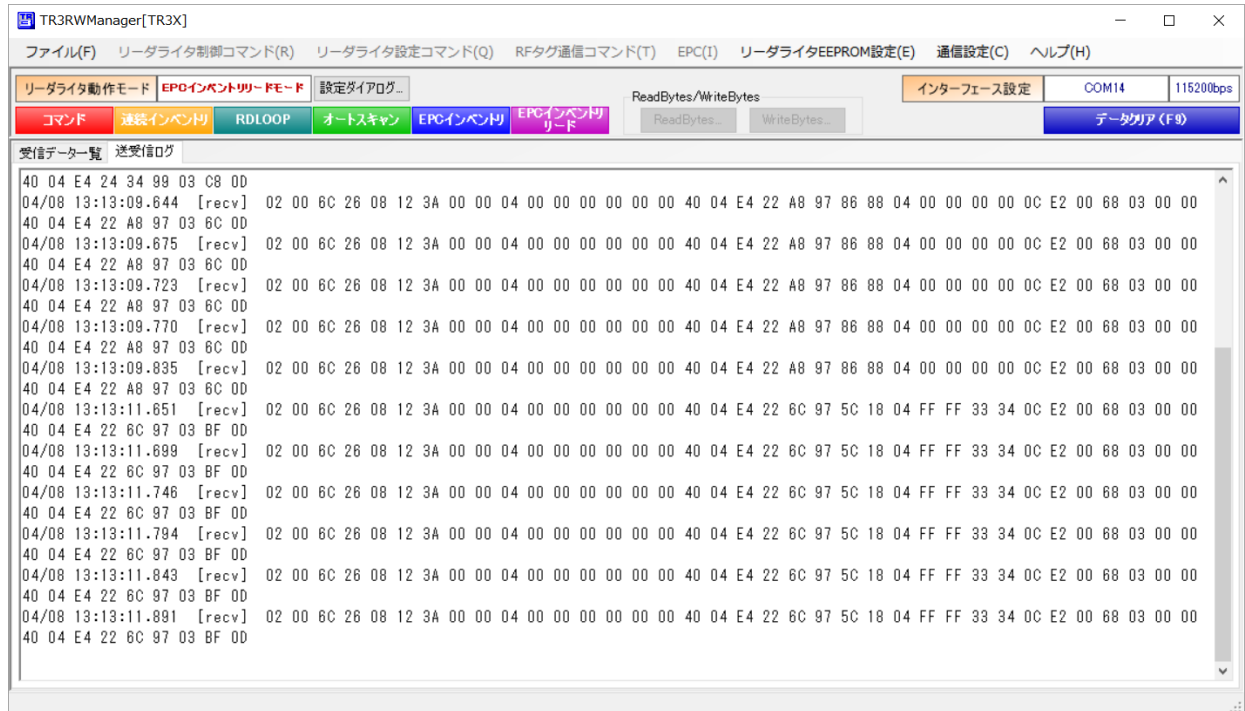 TR3RWManager[TR3X]
ファイル(F) リーダライタ制御コマンド(R) リーダライタ設定コマンド(Q) RFタグ通信コマンド(T) EPC(I) リーダライタEEPROM設定(E) 通信設定(C) ヘルプ(H)
リーダライタ動作モード EPCインベントリリードモード 設定ダイアログ... インターフェース設定 COM14 115200bps
ReadBytes/WriteBytes
コマンド 連続インベントリ RDLOOP オートスキャン EPCインベントリ EPCインベントリリード ReadBytes... WriteBytes... データクリア (F9)
受信データ一覧 送受信ログ
40 04 E4 24 34 99 03 C8 0D
04/08 13:13:09.644 [recv] 02 00 6C 26 08 12 3A 00 00 04 00 00 00 00 00 00 40 04 E4 22 A8 97 86 88 04 00 00 00 00 0C E2 00 68 03 00 00
40 04 E4 22 A8 97 03 6C 0D
04/08 13:13:09.675 [recv] 02 00 6C 26 08 12 3A 00 00 04 00 00 00 00 00 00 40 04 E4 22 A8 97 86 88 04 00 00 00 00 0C E2 00 68 03 00 00
40 04 E4 22 A8 97 03 6C 0D
04/08 13:13:09.723 [recv] 02 00 6C 26 08 12 3A 00 00 04 00 00 00 00 00 00 40 04 E4 22 A8 97 86 88 04 00 00 00 00 0C E2 00 68 03 00 00
40 04 E4 22 A8 97 03 6C 0D
04/08 13:13:09.770 [recv] 02 00 6C 26 08 12 3A 00 00 04 00 00 00 00 00 00 40 04 E4 22 A8 97 86 88 04 00 00 00 00 0C E2 00 68 03 00 00
40 04 E4 22 A8 97 03 6C 0D
04/08 13:13:09.835 [recv] 02 00 6C 26 08 12 3A 00 00 04 00 00 00 00 00 00 40 04 E4 22 A8 97 86 88 04 00 00 00 00 0C E2 00 68 03 00 00
40 04 E4 22 A8 97 03 6C 0D
04/08 13:13:11.651 [recv] 02 00 6C 26 08 12 3A 00 00 04 00 00 00 00 00 00 40 04 E4 22 6C 97 5C 18 04 FF FF 33 34 0C E2 00 68 03 00 00
40 04 E4 22 6C 97 03 BF 0D
04/08 13:13:11.699 [recv] 02 00 6C 26 08 12 3A 00 00 04 00 00 00 00 00 00 40 04 E4 22 6C 97 5C 18 04 FF FF 33 34 0C E2 00 68 03 00 00
40 04 E4 22 6C 97 03 BF 0D
04/08 13:13:11.746 [recv] 02 00 6C 26 08 12 3A 00 00 04 00 00 00 00 00 00 40 04 E4 22 6C 97 5C 18 04 FF FF 33 34 0C E2 00 68 03 00 00
40 04 E4 22 6C 97 03 BF 0D
04/08 13:13:11.794 [recv] 02 00 6C 26 08 12 3A 00 00 04 00 00 00 00 00 00 40 04 E4 22 6C 97 5C 18 04 FF FF 33 34 0C E2 00 68 03 00 00
40 04 E4 22 6C 97 03 BF 0D
04/08 13:13:11.843 [recv] 02 00 6C 26 08 12 3A 00 00 04 00 00 00 00 00 00 40 04 E4 22 6C 97 5C 18 04 FF FF 33 34 0C E2 00 68 03 00 00
40 04 E4 22 6C 97 03 BF 0D
04/08 13:13:11.891 [recv] 02 00 6C 26 08 12 3A 00 00 04 00 00 00 00 00 00 40 04 E4 22 6C 97 5C 18 04 FF FF 33 34 0C E2 00 68 03 00 00
40 04 E4 22 6C 97 03 BF 0D